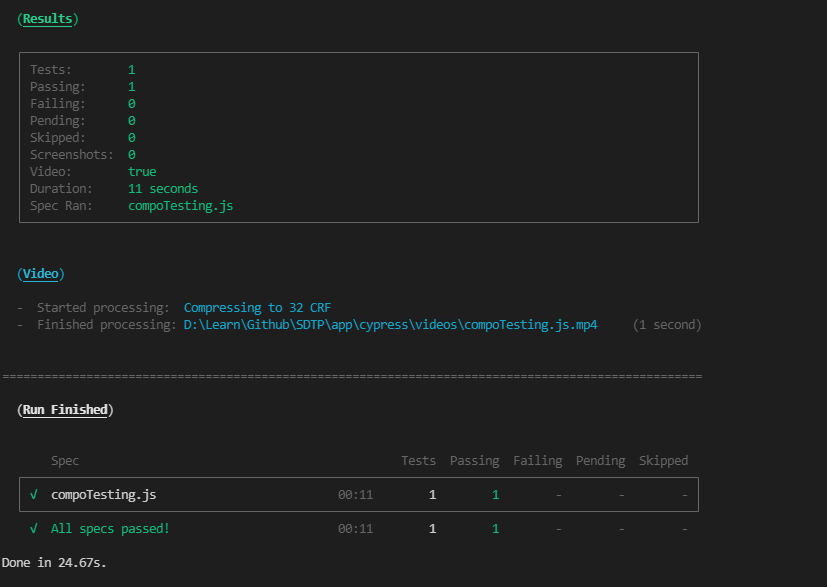 (Results)
Tests: 1
Passing: 1
Failing: 0
Pending: 0
Skipped: 0
Screenshots: 0
Video: true
Duration: 11 seconds
Spec Ran: compoTesting.js
(Video)
- Started processing: Compressing to 32 CRF
- Finished processing: D:\Learn\Github\SDTP\app\cypress\videos\compoTesting.js.mp4 (1 second)
====================================================================================================
(Run Finished)
Spec Tests Passing Failing Pending Skipped
√ compoTesting.js 00:11 1 1 - - -
√ All specs passed! 00:11 1 1 - - -
Done in 24.67s.